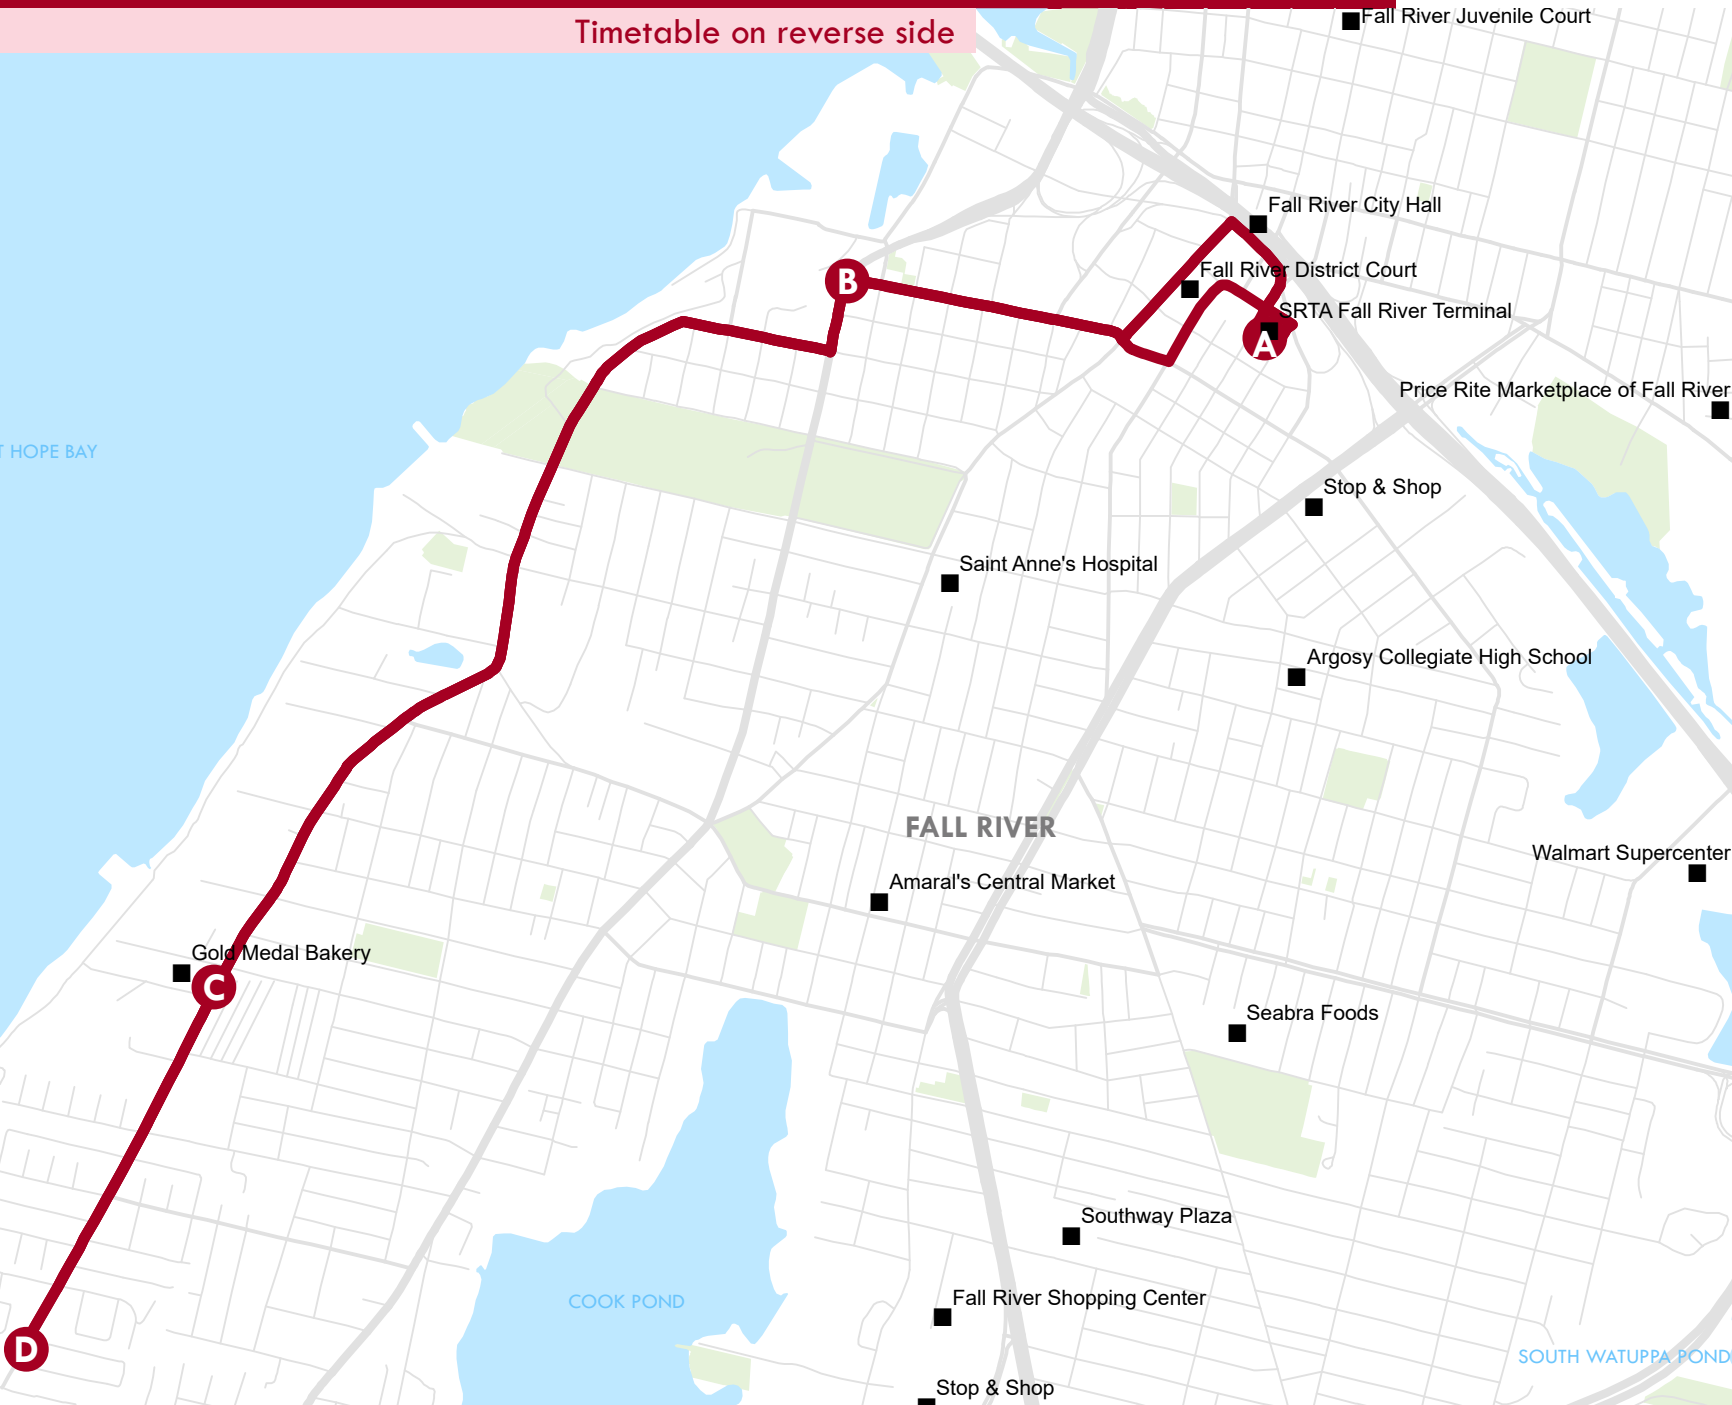 Timetable on reverse side
Fall River Juvenile Court
Fall River City Hall
Fall River District Court
B
SRTA Fall River Terminal
A
Price Rite Marketplace of Fall River
T HOPE BAY
Stop & Shop
Saint Anne's Hospital
Argosy Collegiate High School
FALL RIVER
Walmart Supercenter
Amaral's Central Market
Gold Medal Bakery
C
Seabra Foods
Southway Plaza
COOK POND
Fall River Shopping Center
D
SOUTH WATUPPA POND
Stop & Shop